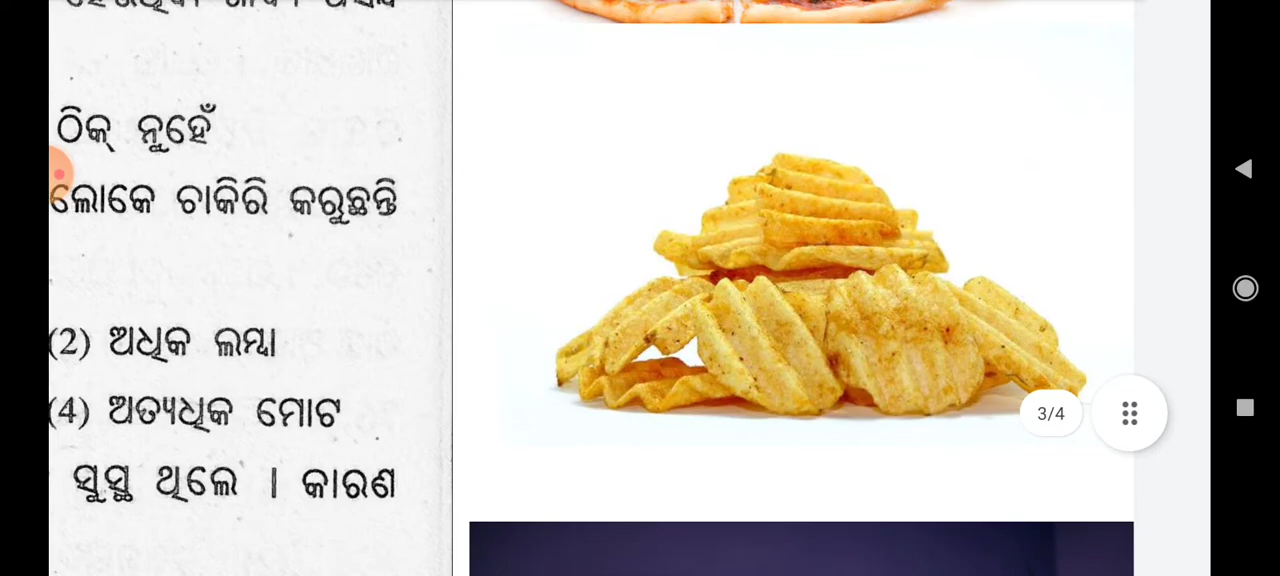 ଠିକ୍ ନୁହେଁ
ଲୋକେ ଚାକିରି କରୁଛନ୍ତି
(2) ଅଧିକ ଲମ୍ବା
(4) ଅତ୍ୟଧିକ ମୋଟ
ସୁସ୍ଥ ଥିଲେ । କାରଣ
3/4